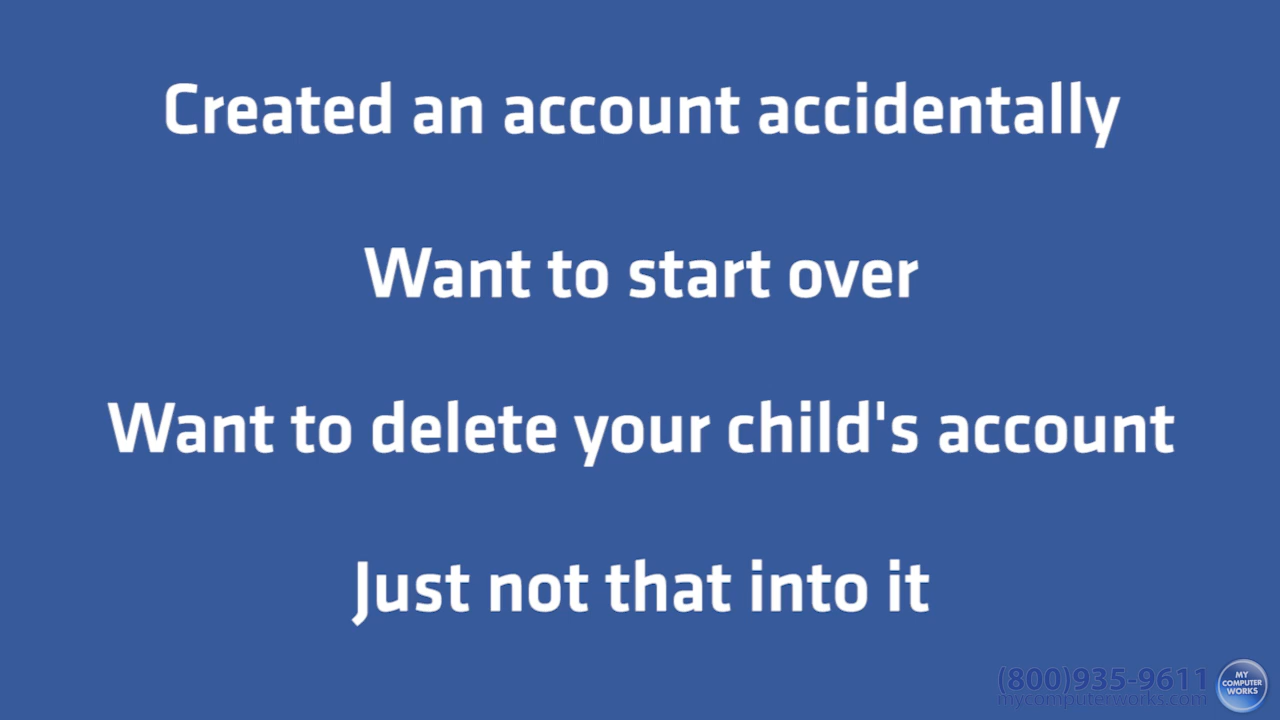 Created an account accidentally
Want to start over
Want to delete your child's account
Just not that into it
(800)935-9611
mycomputerworks.com
MY
COMPUTER
WORKS